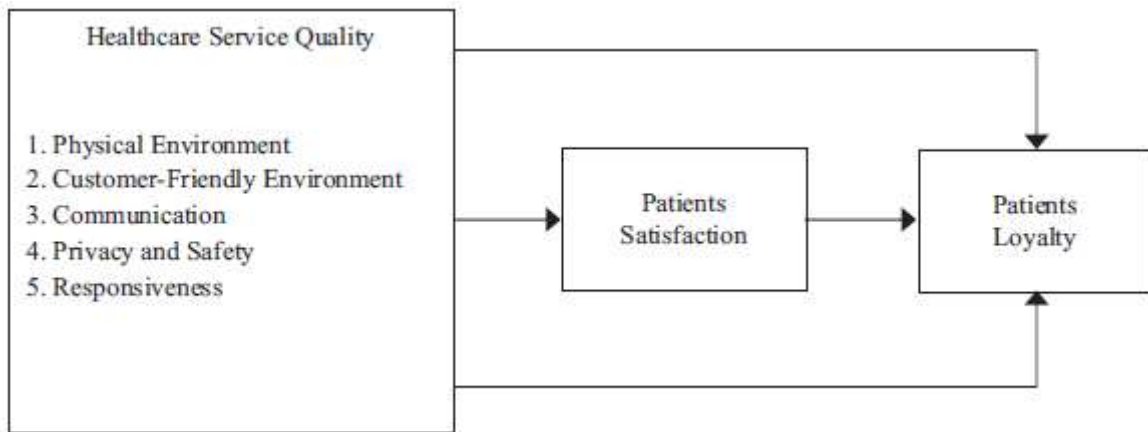 Healthcare Service Quality
1. Physical Environment
2. Customer-Friendly Environment
3. Communication
4. Privacy and Safety
5. Responsiveness
Patients
Satisfaction
Patients
Loyalty